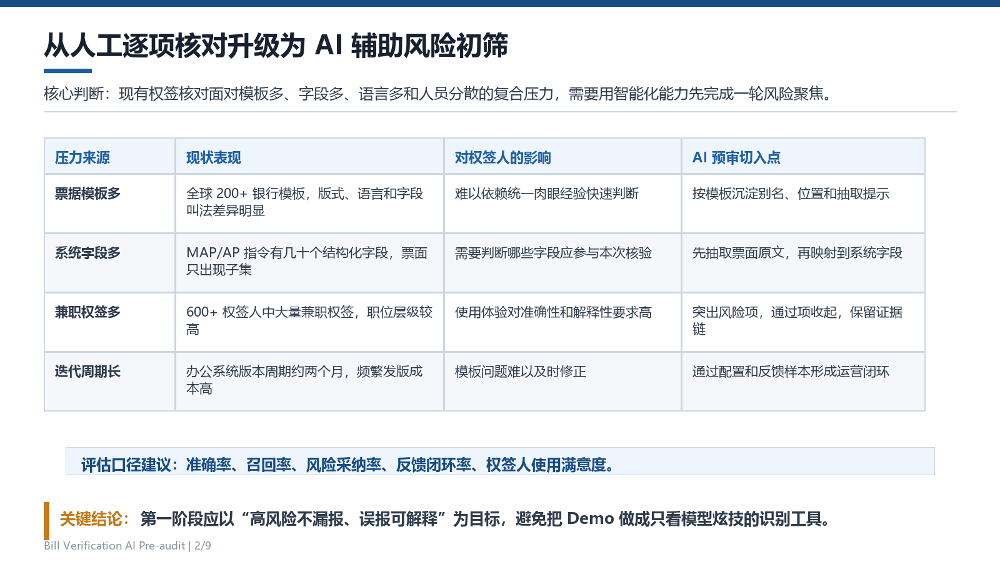 从人工逐项核对升级为 AI 辅助风险初筛
核心判断：现有权签核对面对模板多、字段多、语言多和人员分散的复合压力，需要用智能化能力先完成一轮风险聚焦。
压力来源
现状表现
对权签人的影响
AI 预审切入点
票据模板多
全球 200+ 银行模板，版式、语言和字段
叫法差异明显
难以依赖统一肉眼经验快速判断
按模板沉淀别名、位置和抽取提示
系统字段多
MAP/AP 指令有几十个结构化字段，票面
只出现子集
需要判断哪些字段应参与本次核验
先抽取票面原文，再映射到系统字段
兼职权签多
600+ 权签人中大量兼职权签，职位层级较
高
使用体验对准确性和解释性要求高
突出风险项，通过项收起，保留证据
链
迭代周期长
办公系统版本周期约两个月，频繁发版成
本高
模板问题难以及时修正
通过配置和反馈样本形成运营闭环
评估口径建议：准确率、召回率、风险采纳率、反馈闭环率、权签人使用满意度。
关键结论： 第一阶段应以“高风险不漏报、误报可解释”为目标，避免把 Demo 做成只看模型炫技的识别工具。
Bill Verification AI Pre-audit | 2/9